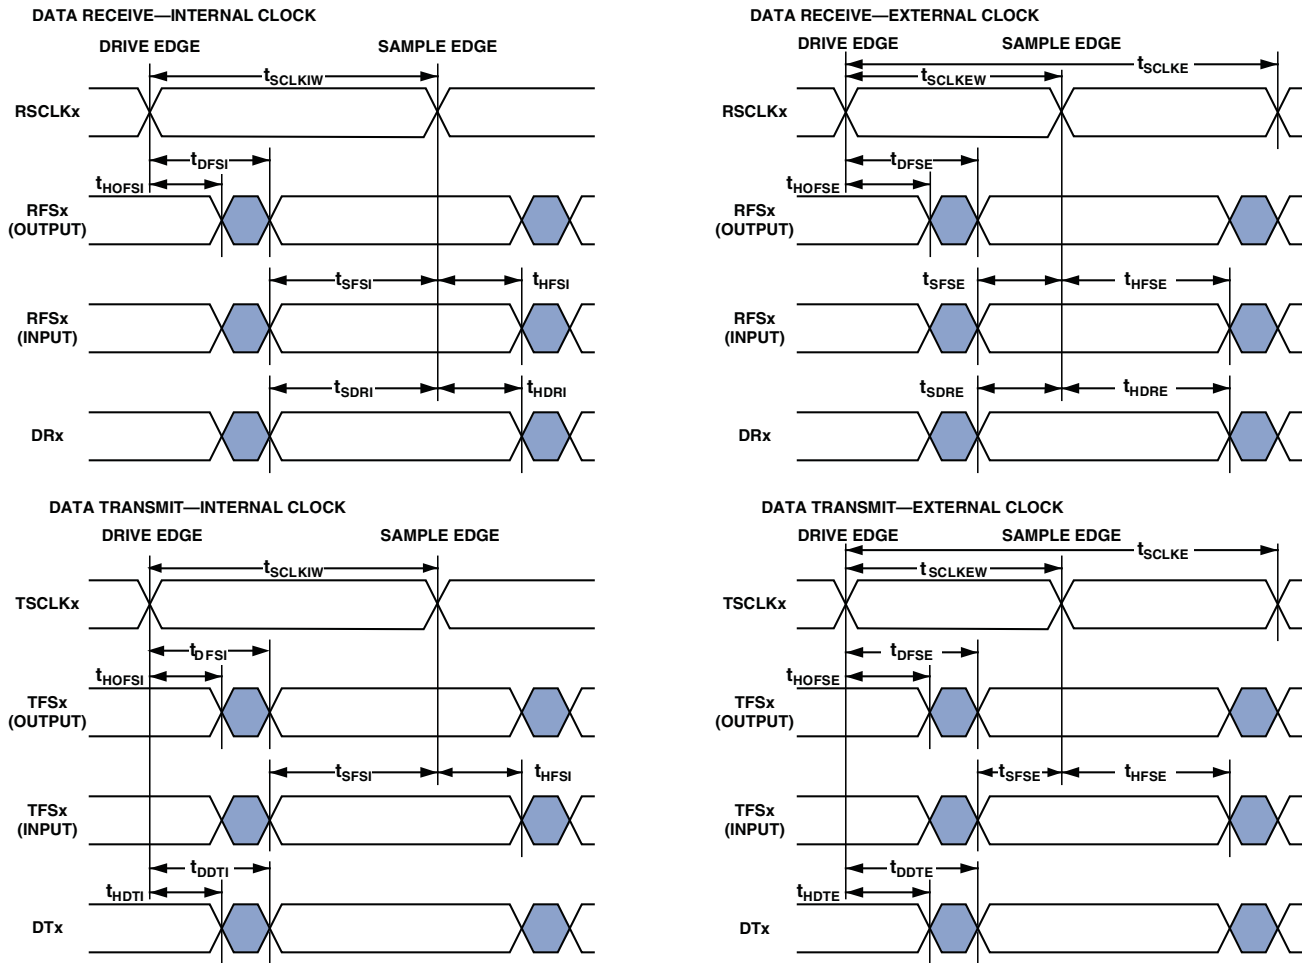 DATA RECEIVE—INTERNAL CLOCK
DRIVE EDGE
SAMPLE EDGE
tSCLKIW
RSCLKx
tDFSI
tHOFSI
RFSx
(OUTPUT)
tSFSI
tHFSI
RFSx
(INPUT)
tSDRI
tHDRI
DRx
DATA RECEIVE—EXTERNAL CLOCK
DRIVE EDGE
SAMPLE EDGE
tSCLKE
tSCLKEW
RSCLKx
tDFSE
tHOFSE
RFSx
(OUTPUT)
tSFSE
tHFSE
RFSx
(INPUT)
tSDRE
tHDRE
DRx
DATA TRANSMIT—INTERNAL CLOCK
DRIVE EDGE
SAMPLE EDGE
tSCLKIW
TSCLKx
tDFSI
tHOFSI
TFSx
(OUTPUT)
tSFSI
tHFSI
TFSx
(INPUT)
tDDTI
tHDTI
DTx
DATA TRANSMIT—EXTERNAL CLOCK
DRIVE EDGE
SAMPLE EDGE
tSCLKE
tSCLKEW
TSCLKx
tDFSE
tHOFSE
TFSx
(OUTPUT)
tSFSE
tHFSE
TFSx
(INPUT)
tDDTE
tHDTE
DTx